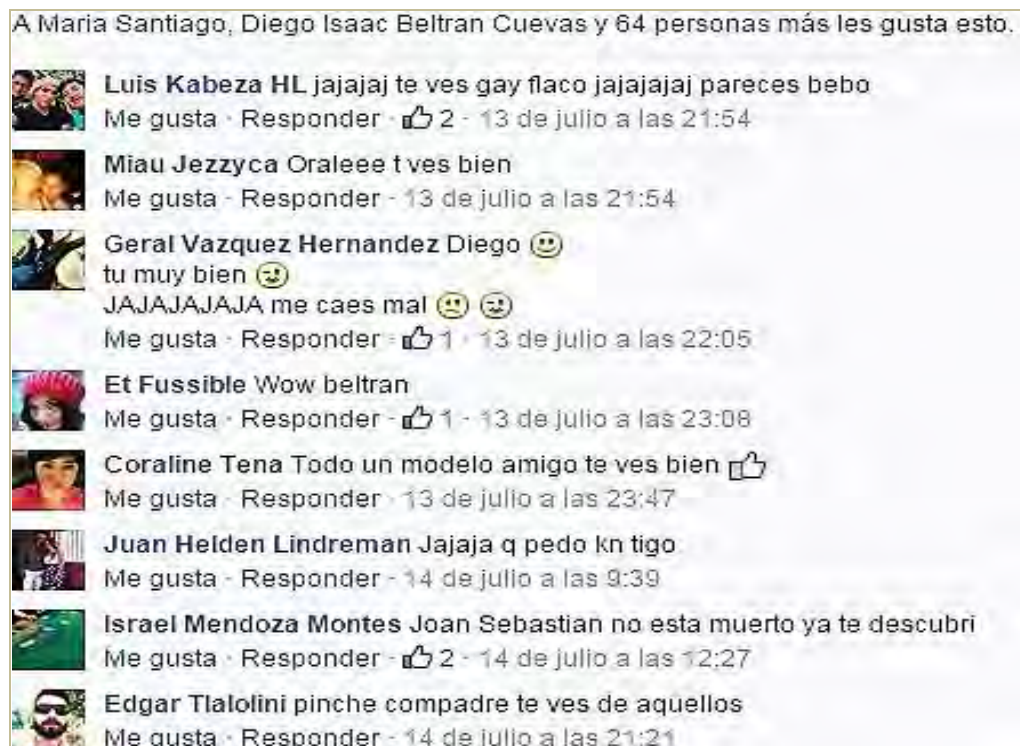 A Maria Santiago, Diego Isaac Beltran Cuevas y 64 personas más les gusta esto.
Luis Kabeza HL jajajaj te ves gay flaco jajajajaj pareces bebo
Me gusta · Responder · 2 · 13 de julio a las 21:54
Miau Jezzyca Oraleee t ves bien
Me gusta · Responder · 13 de julio a las 21:54
Geral Vazquez Hernandez Diego
tu muy bien
JAJAJAJAJA me caes mal
Me gusta · Responder · 1 · 13 de julio a las 22:05
Et Fussible Wow beltran
Me gusta · Responder · 1 · 13 de julio a las 23:08
Coraline Tena Todo un modelo amigo te ves bien
Me gusta · Responder · 13 de julio a las 23:47
Juan Helden Lindreman Jajaja q pedo kn tigo
Me gusta · Responder · 14 de julio a las 9:39
Israel Mendoza Montes Joan Sebastian no esta muerto ya te descubri
Me gusta · Responder · 2 · 14 de julio a las 12:27
Edgar Tlalolini pinche compadre te ves de aquellos
Me gusta · Responder · 14 de julio a las 21:21